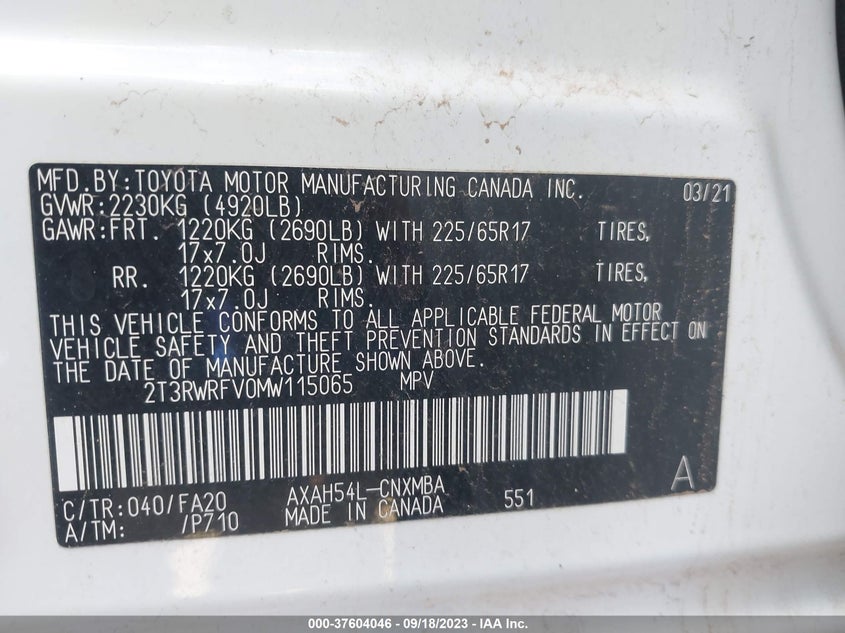 MFD.BY:TOYOTA MOTOR MANUFACTURING CANADA INC. 03/21
GVWR:2230KG (4920LB)
GAWR:FRT. 1220KG (2690LB) WITH 225/65R17 TIRES,
17x7.0J RIMS.
RR. 1220KG (2690LB) WITH 225/65R17 TIRES,
17x7.0J RIMS.
THIS VEHICLE CONFORMS TO ALL APPLICABLE FEDERAL MOTOR
VEHICLE SAFETY AND THEFT PREVENTION STANDARDS IN EFFECT ON
THE DATE OF MANUFACTURE SHOWN ABOVE.
2T3RWRFV0MW115065 MPV
A
C/TR:040/FA20 AXAH54L-CNXMBA 551
A/TM: /P710 MADE IN CANADA
000-37604046 - 09/18/2023 - IAA Inc.